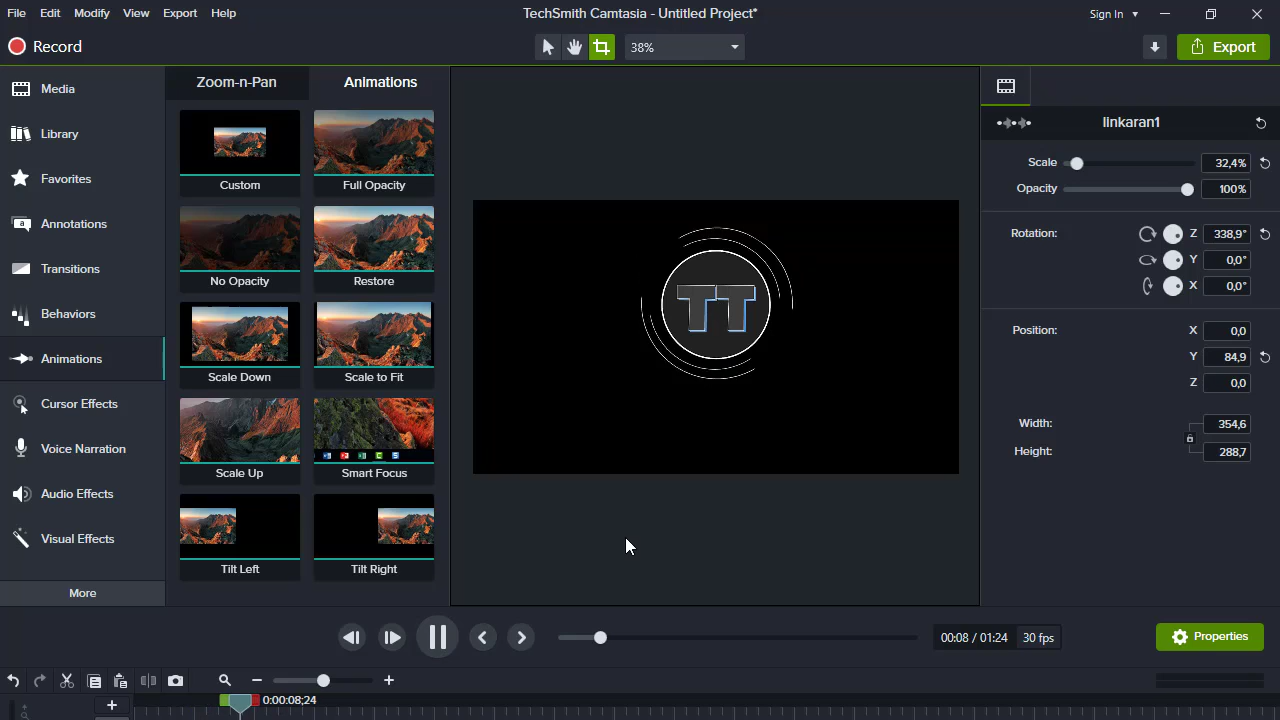 File Edit Modify View Export Help
TechSmith Camtasia - Untitled Project*
Sign In
Record
38%
Export
Media
Library
Favorites
Annotations
Transitions
Behaviors
Animations
Cursor Effects
Voice Narration
Audio Effects
Visual Effects
More
Zoom-n-Pan
Animations
Custom
Full Opacity
No Opacity
Restore
Scale Down
Scale to Fit
Scale Up
Smart Focus
Tilt Left
Tilt Right
TT
linkaran1
Scale 32,4%
Opacity 100%
Rotation: Z 338,9°
Y 0,0°
X 0,0°
Position: X 0,0
Y 84,9
Z 0,0
Width: 354,6
Height: 288,7
00:08 / 01:24 30 fps
Properties
0:00:08;24